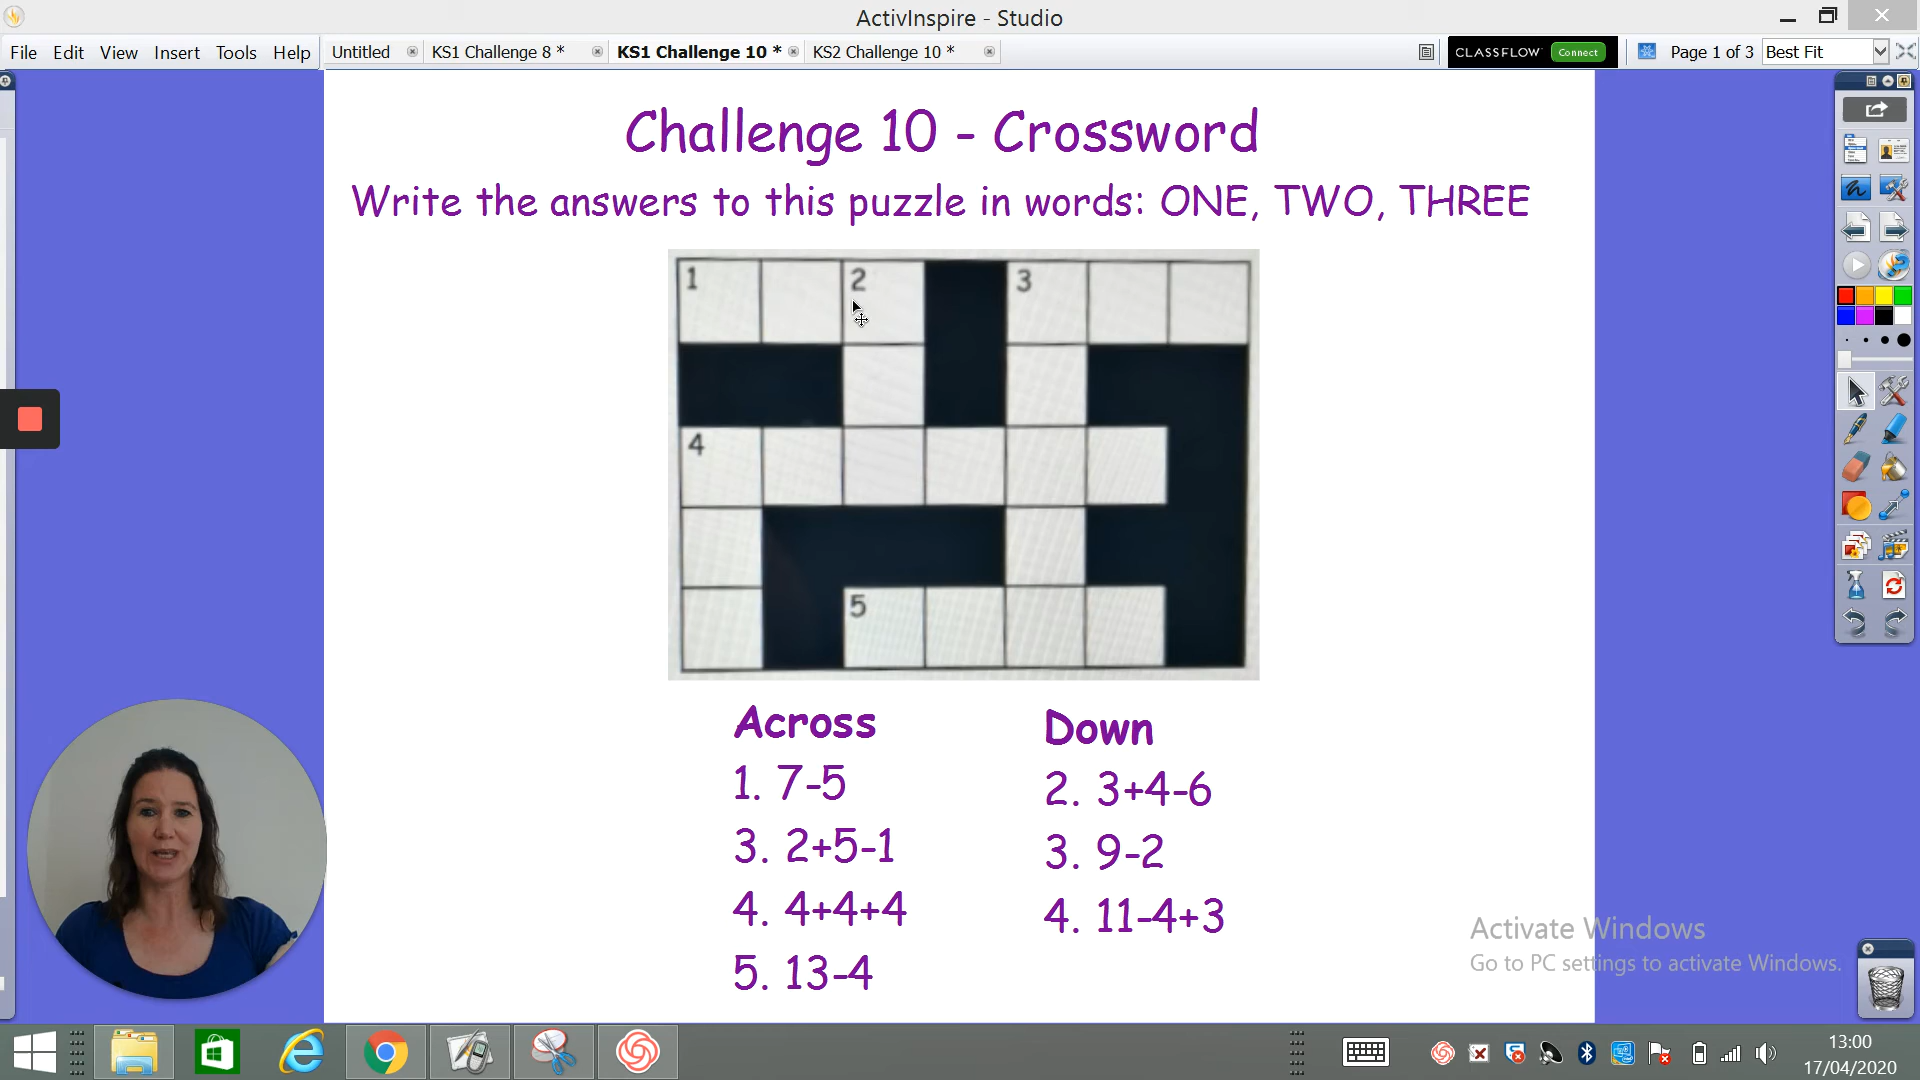 ActivInspire - Studio
File Edit View Insert Tools Help
Untitled
KS1 Challenge 8 *
KS1 Challenge 10 *
KS2 Challenge 10 *
CLASSFLOW Connect
Page 1 of 3
Best Fit
Challenge 10 - Crossword
Write the answers to this puzzle in words: ONE, TWO, THREE
1 2 3
4
5
Across
1. 7-5
3. 2+5-1
4. 4+4+4
5. 13-4
Down
2. 3+4-6
3. 9-2
4. 11-4+3
Activate Windows
Go to PC settings to activate Windows.
13:00
17/04/2020